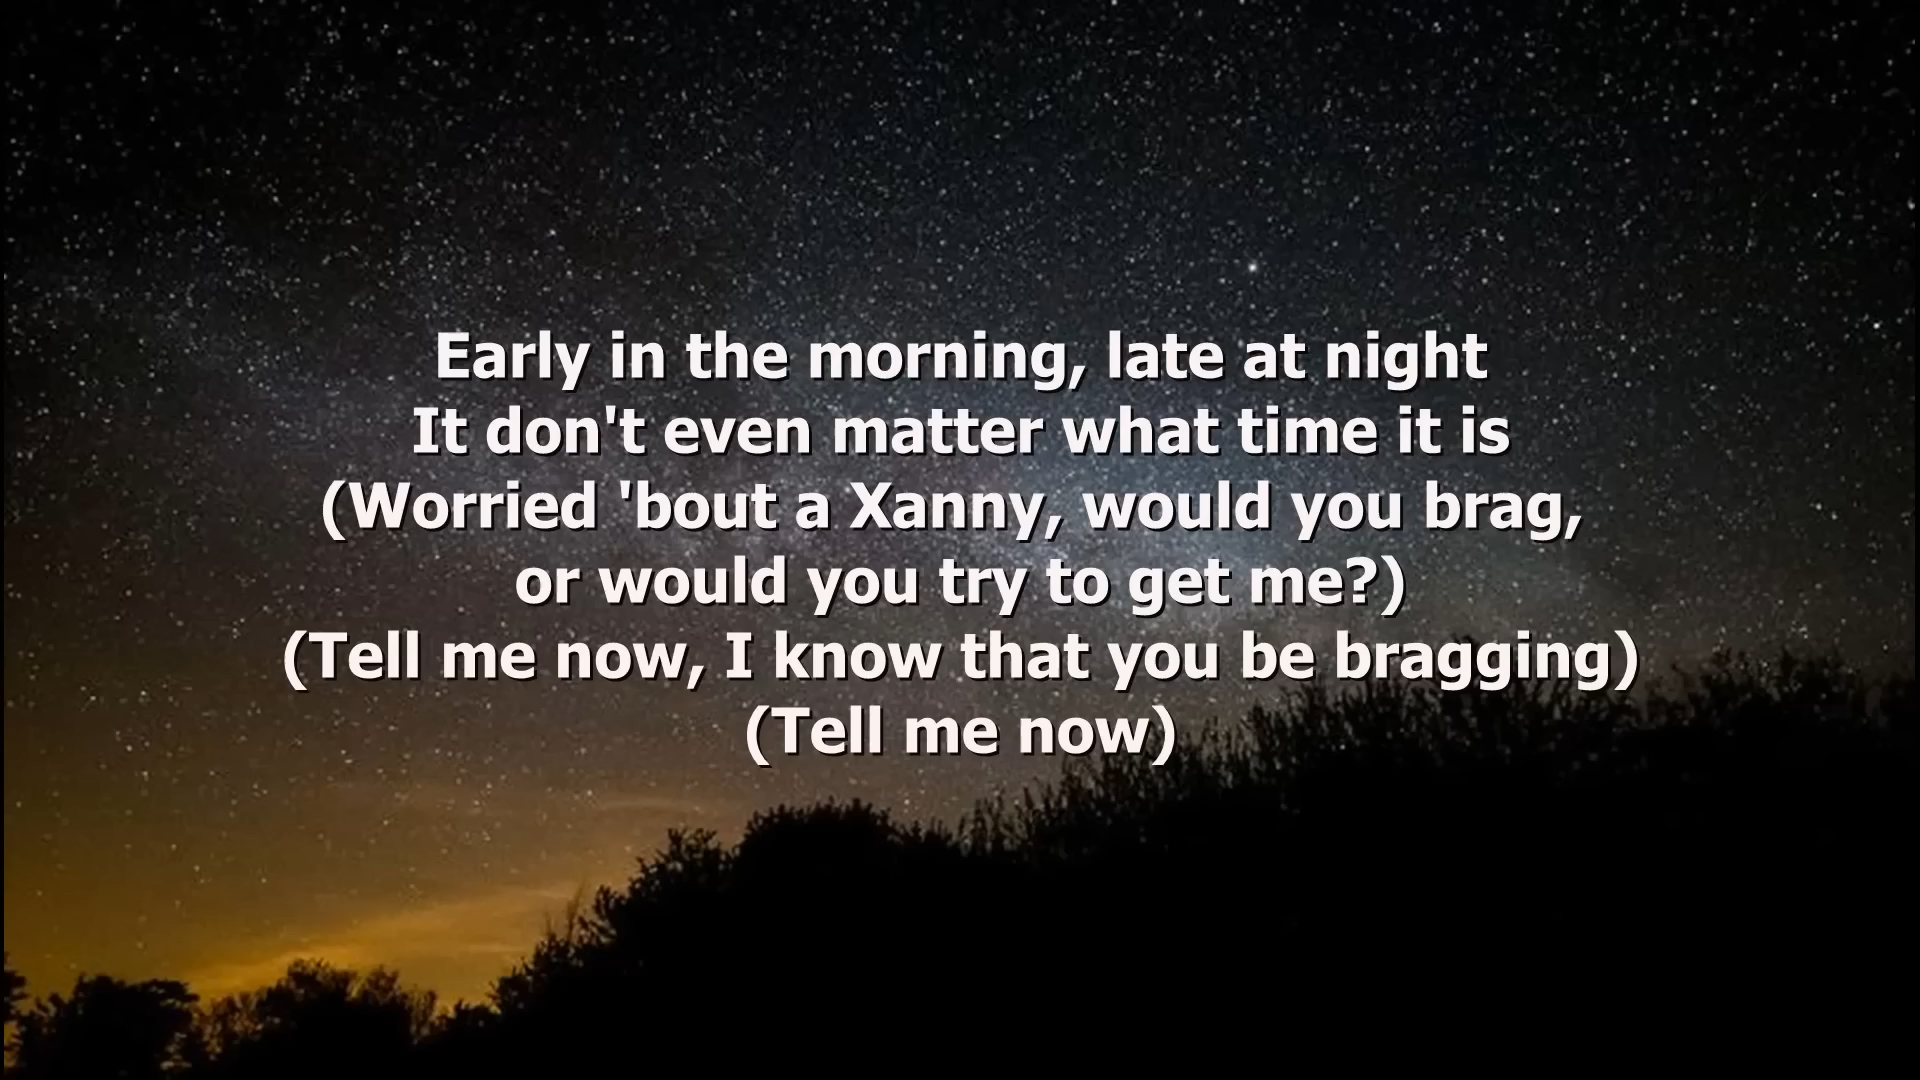 Early in the morning, late at night
It don't even matter what time it is
(Worried 'bout a Xanny, would you brag,
or would you try to get me?)
(Tell me now, I know that you be bragging)
(Tell me now)